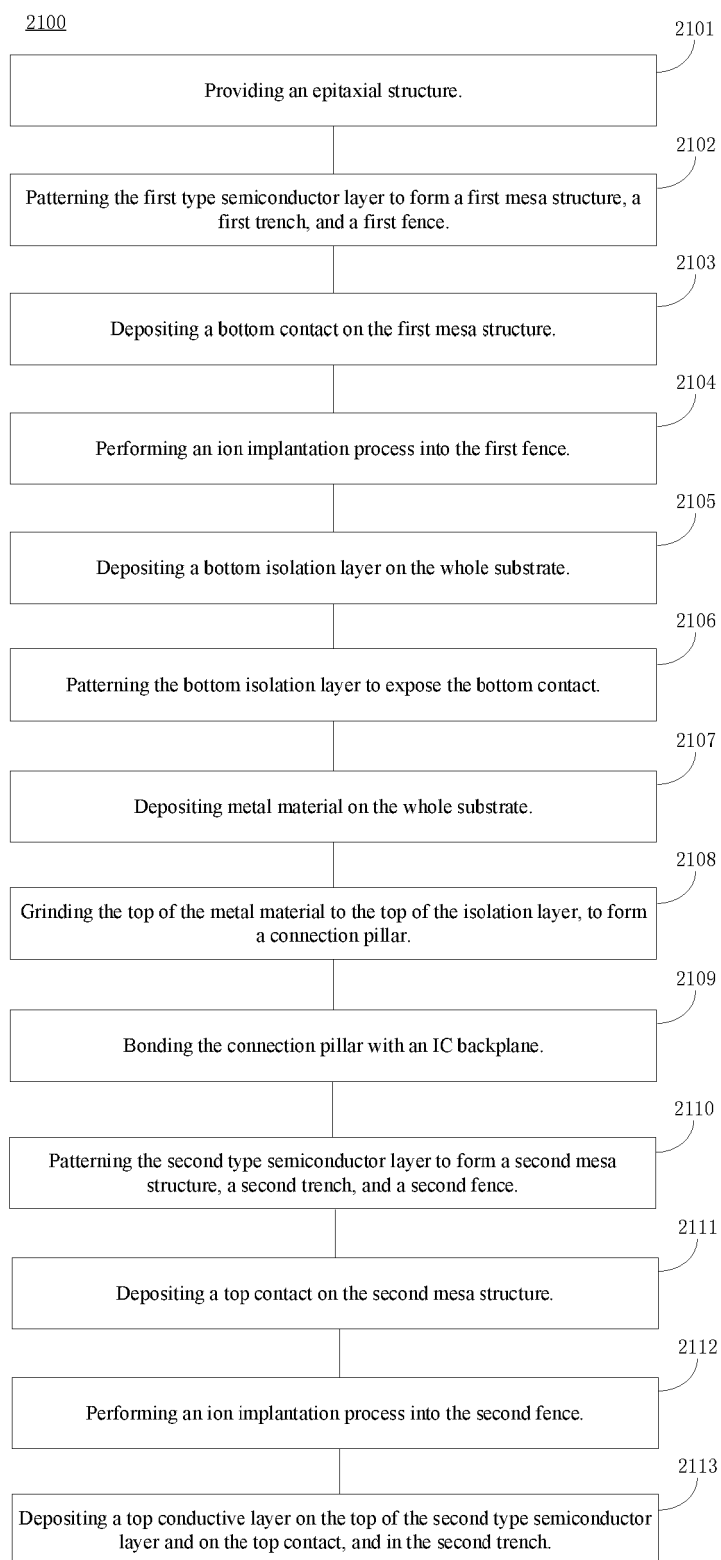 2100
2101
Providing an epitaxial structure.
2102
Patterning the first type semiconductor layer to form a first mesa structure, a
first trench, and a first fence.
2103
Depositing a bottom contact on the first mesa structure.
2104
Performing an ion implantation process into the first fence.
2105
Depositing a bottom isolation layer on the whole substrate.
2106
Patterning the bottom isolation layer to expose the bottom contact.
2107
Depositing metal material on the whole substrate.
2108
Grinding the top of the metal material to the top of the isolation layer, to form
a connection pillar.
2109
Bonding the connection pillar with an IC backplane.
2110
Patterning the second type semiconductor layer to form a second mesa
structure, a second trench, and a second fence.
2111
Depositing a top contact on the second mesa structure.
2112
Performing an ion implantation process into the second fence.
2113
Depositing a top conductive layer on the top of the second type semiconductor
layer and on the top contact, and in the second trench.